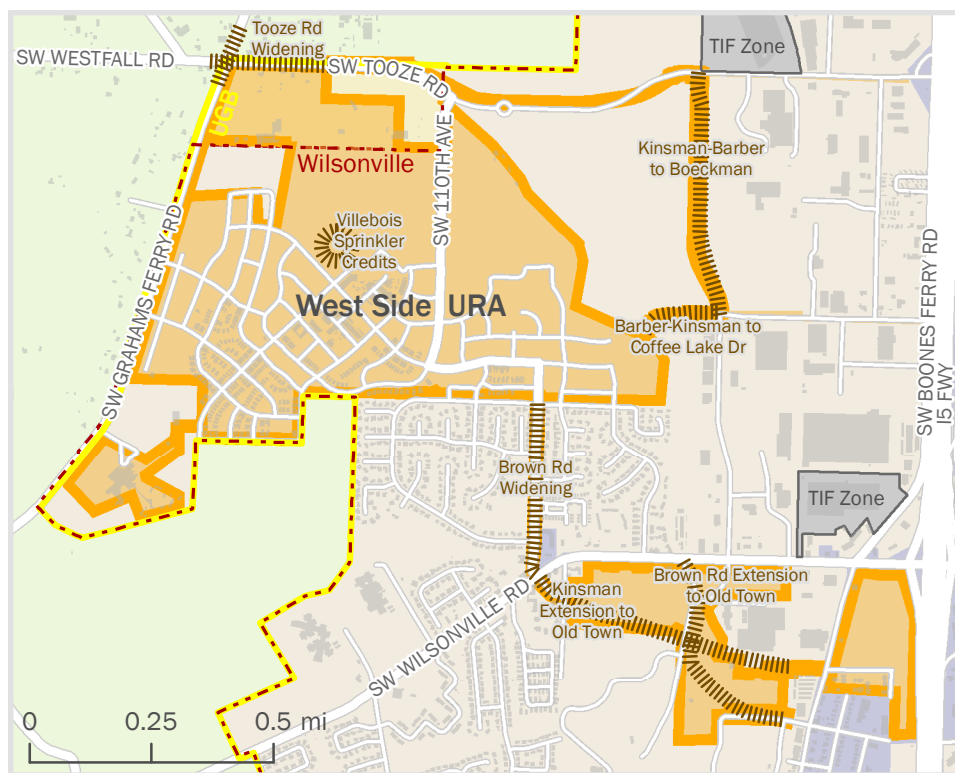 Tooze Rd
Widening
TIF Zone
SW WESTFALL RD
SW TOOZE RD
UGB
SW 110TH AVE
Kinsman-Barber
to Boeckman
Wilsonville
Villebois
Sprinkler
Credits
SW GRAHAMS FERRY RD
West Side URA
Barber-Kinsman to
Coffee Lake Dr
SW BOONES FERRY RD
I5 FWY
Brown Rd
Widening
TIF Zone
Kinsman
Extension to
Old Town
Brown Rd Extension
to Old Town
SW WILSONVILLE RD
0 0.25 0.5 mi